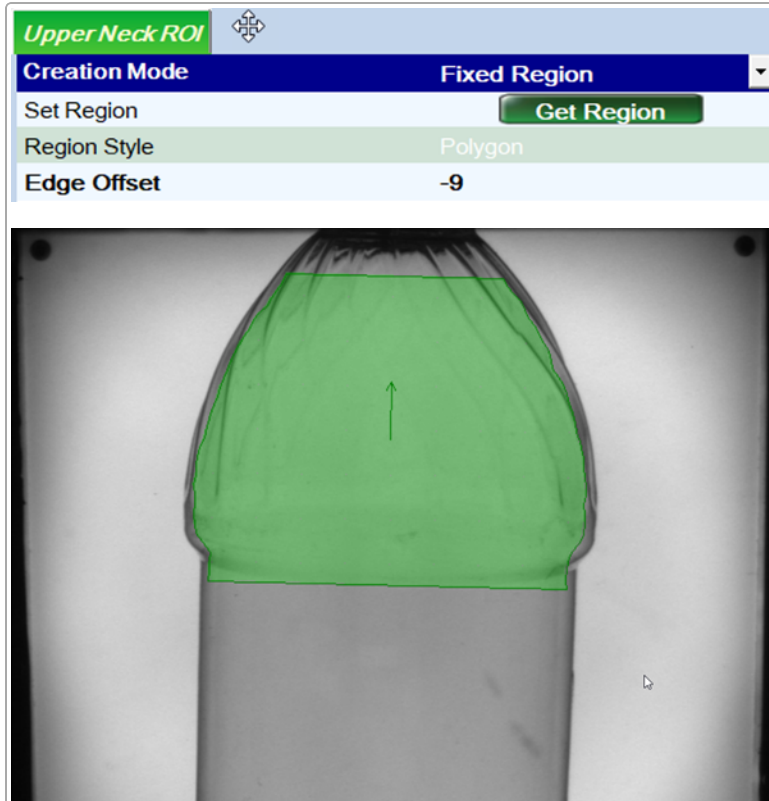 Upper Neck ROI
Creation Mode Fixed Region
Set Region Get Region
Region Style Polygon
Edge Offset -9